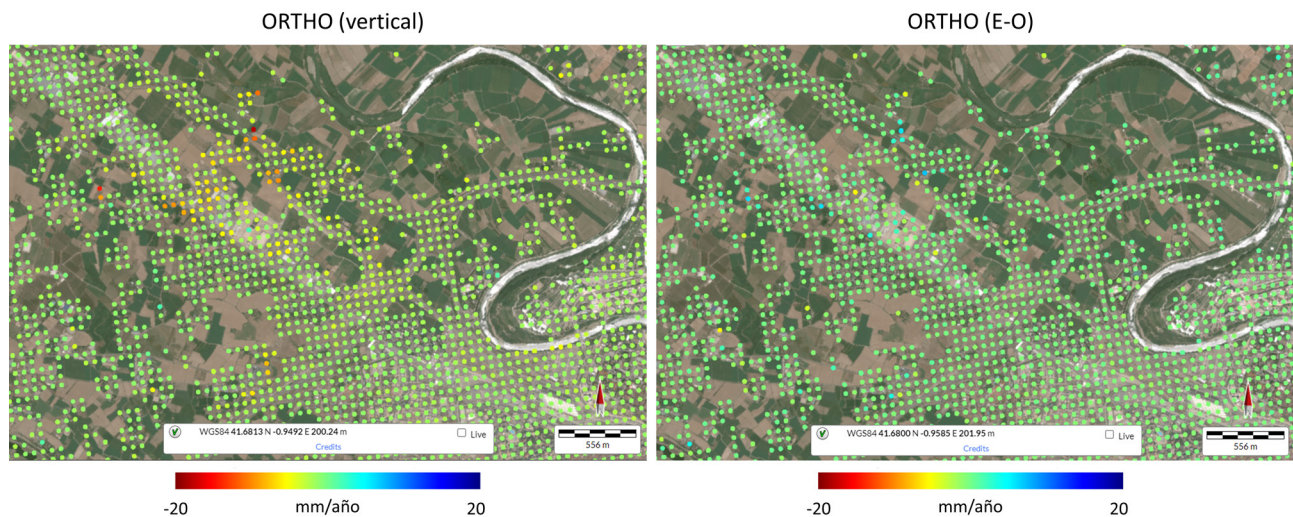 ORTHO (vertical)
ORTHO (E-O)
WGS84 41.6813 N -0.9492 E 200.24 m
Live
Credits
556 m
WGS84 41.6800 N -0.9585 E 201.95 m
Live
Credits
556 m
-20
mm/año
20
-20
mm/año
20